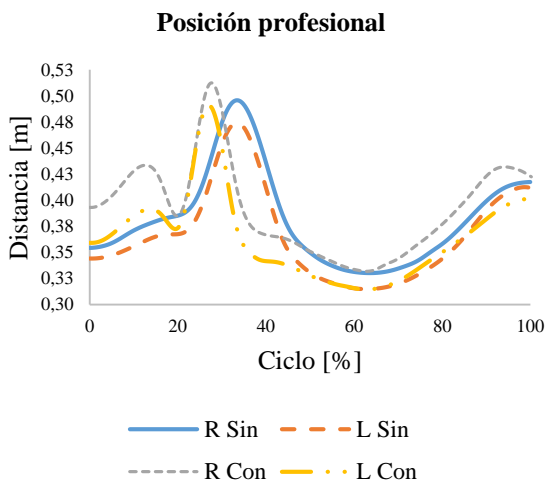 Posición profesional
Distancia [m]
0,53
0,50
0,48
0,45
0,43
0,40
0,38
0,35
0,33
0,30
0
20
40
60
80
100
Ciclo [%]
R Sin
L Sin
R Con
L Con